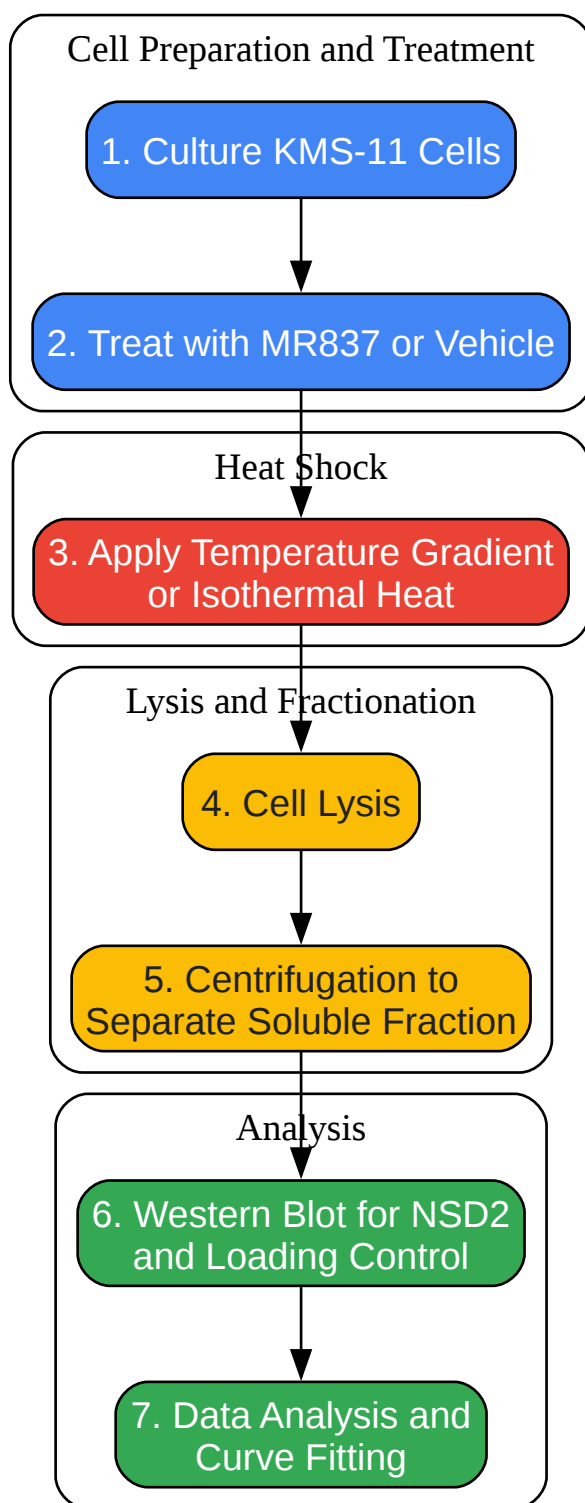 Cell Preparation and Treatment
1. Culture KMS-11 Cells
2. Treat with MR837 or Vehicle
Heat Shock
3. Apply Temperature Gradient
or Isothermal Heat
Lysis and Fractionation
4. Cell Lysis
5. Centrifugation to
Separate Soluble Fraction
Analysis
6. Western Blot for NSD2
and Loading Control
7. Data Analysis and
Curve Fitting